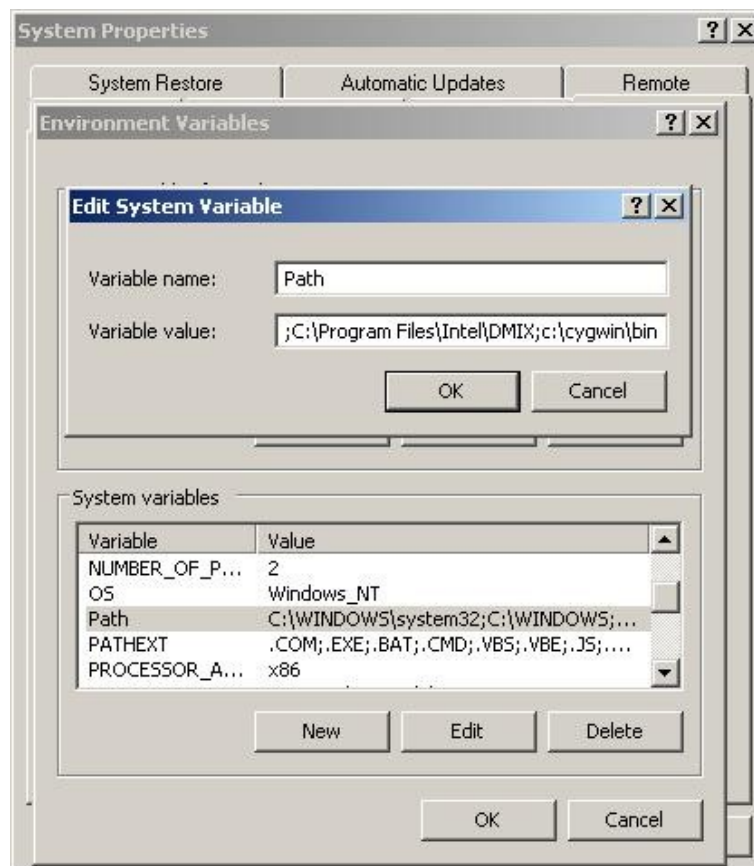 System Properties
System Restore Automatic Updates Remote
Environment Variables
Edit System Variable
Variable name: Path
Variable value: ;C:\Program Files\Intel\DMIX;c:\cygwin\bin
OK Cancel
System variables
Variable Value
NUMBER_OF_P... 2
OS Windows_NT
Path C:\WINDOWS\system32;C:\WINDOWS;...
PATHEXT .COM;.EXE;.BAT;.CMD;.VBS;.VBE;.JS;....
PROCESSOR_A... x86
New Edit Delete
OK Cancel